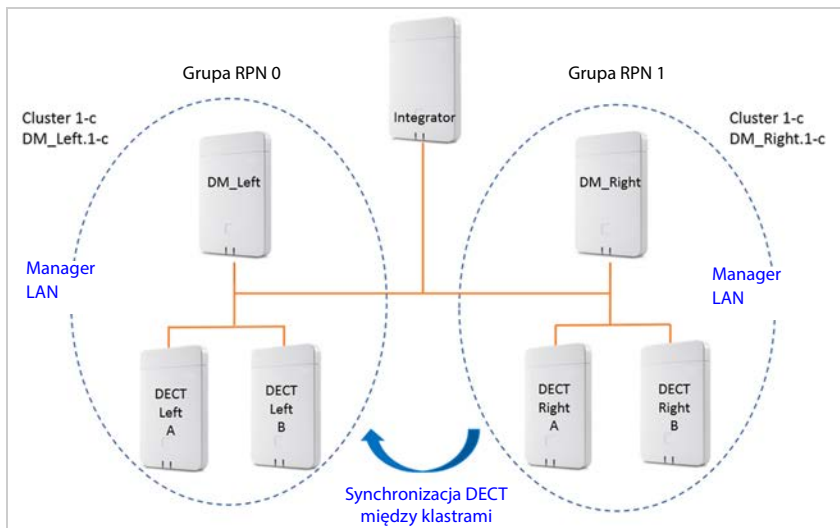 Grupa RPN 0
Grupa RPN 1
Integrator
Cluster 1-c
DM_Left.1-c
Cluster 1-c
DM_Right.1-c
DM_Left
DM_Right
Manager
LAN
Manager
LAN
DECT
Left
A
DECT
Left
B
DECT
Right
A
DECT
Right
B
Synchronizacja DECT
między klastrami